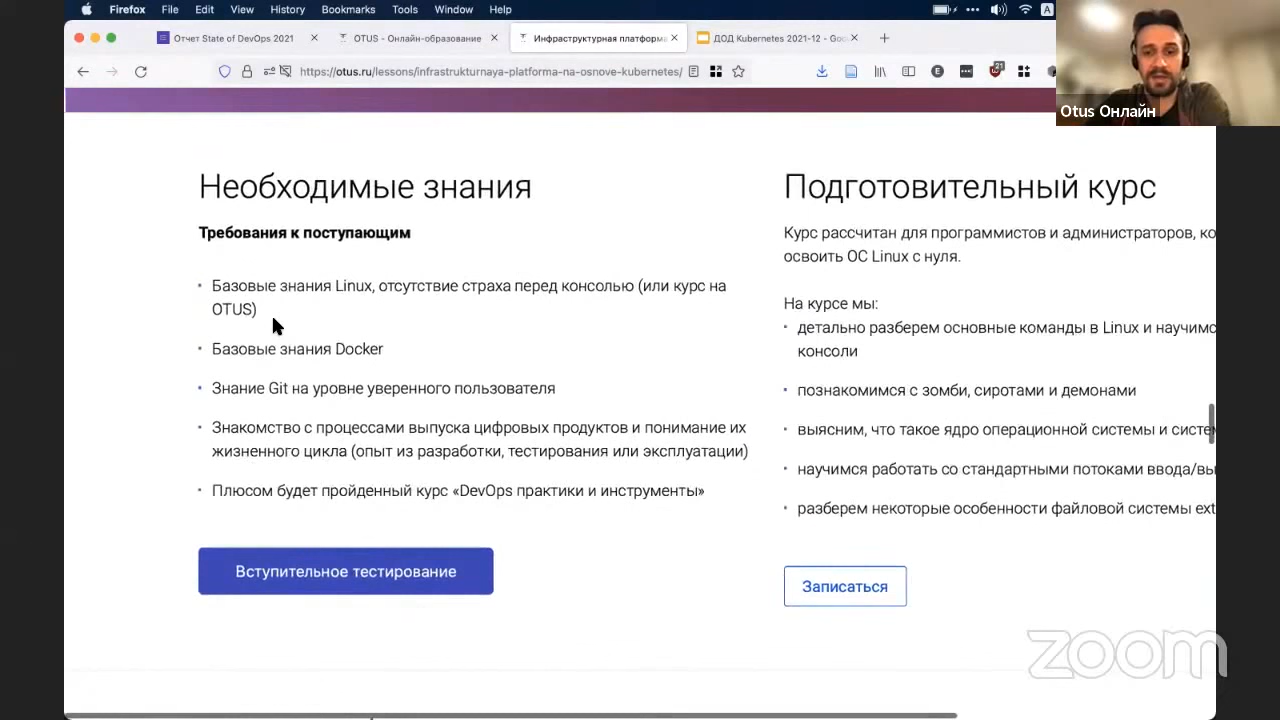 Firefox File Edit View History Bookmarks Tools Window Help
Отчет State of DevOps 2021
OTUS - Онлайн-образование
Инфраструктурная платформа
ДОД Kubernetes 2021-12 - Goo
https://otus.ru/lessons/infrastrukturnaya-platforma-na-osnove-kubernetes/
21
Otus Онлайн
Необходимые знания
Требования к поступающим
Базовые знания Linux, отсутствие страха перед консолью (или курс на
OTUS)
Базовые знания Docker
Знание Git на уровне уверенного пользователя
Знакомство с процессами выпуска цифровых продуктов и понимание их
жизненного цикла (опыт из разработки, тестирования или эксплуатации)
Плюсом будет пройденный курс «DevOps практики и инструменты»
Вступительное тестирование
Подготовительный курс
Курс рассчитан для программистов и администраторов, ко
освоить ОС Linux с нуля.
На курсе мы:
детально разберем основные команды в Linux и научимс
консоли
познакомимся с зомби, сиротами и демонами
выясним, что такое ядро операционной системы и систем
научимся работать со стандартными потоками ввода/вы
разберем некоторые особенности файловой системы ext
Записаться
zoom